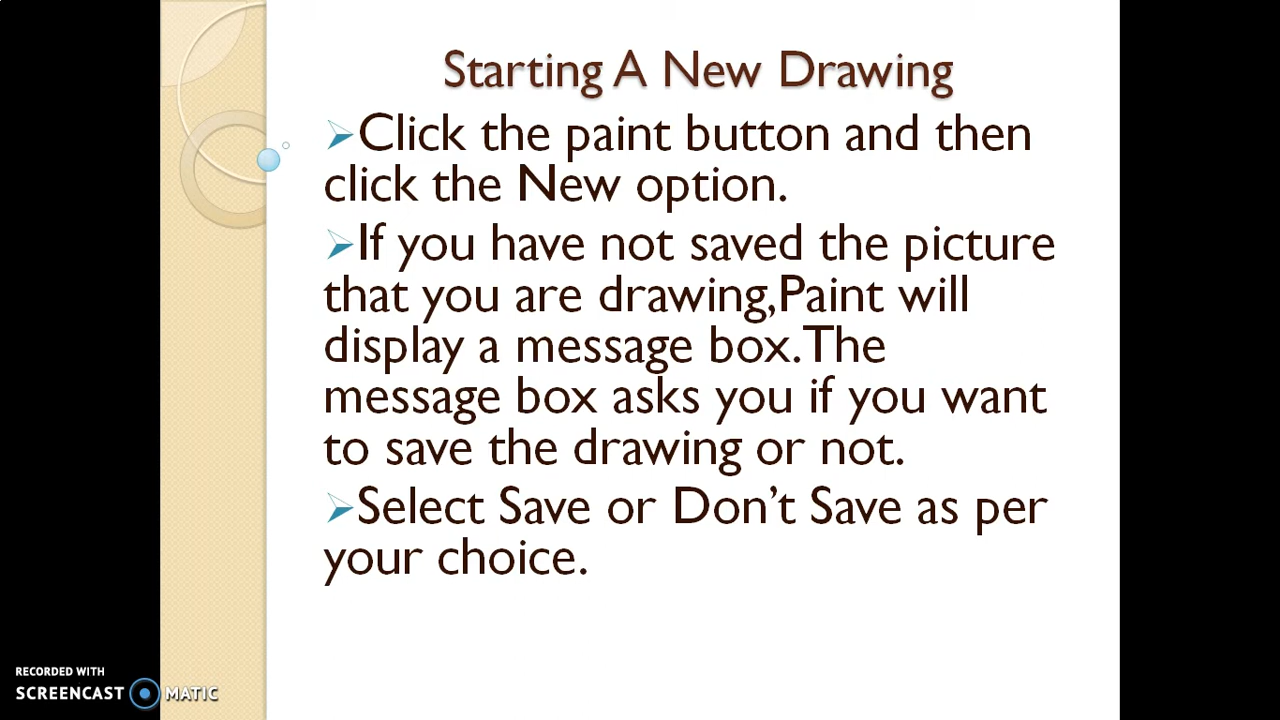 Starting A New Drawing
➢Click the paint button and then
click the New option.
➢If you have not saved the picture
that you are drawing,Paint will
display a message box.The
message box asks you if you want
to save the drawing or not.
➢Select Save or Don’t Save as per
your choice.
RECORDED WITH
SCREENCAST MATIC